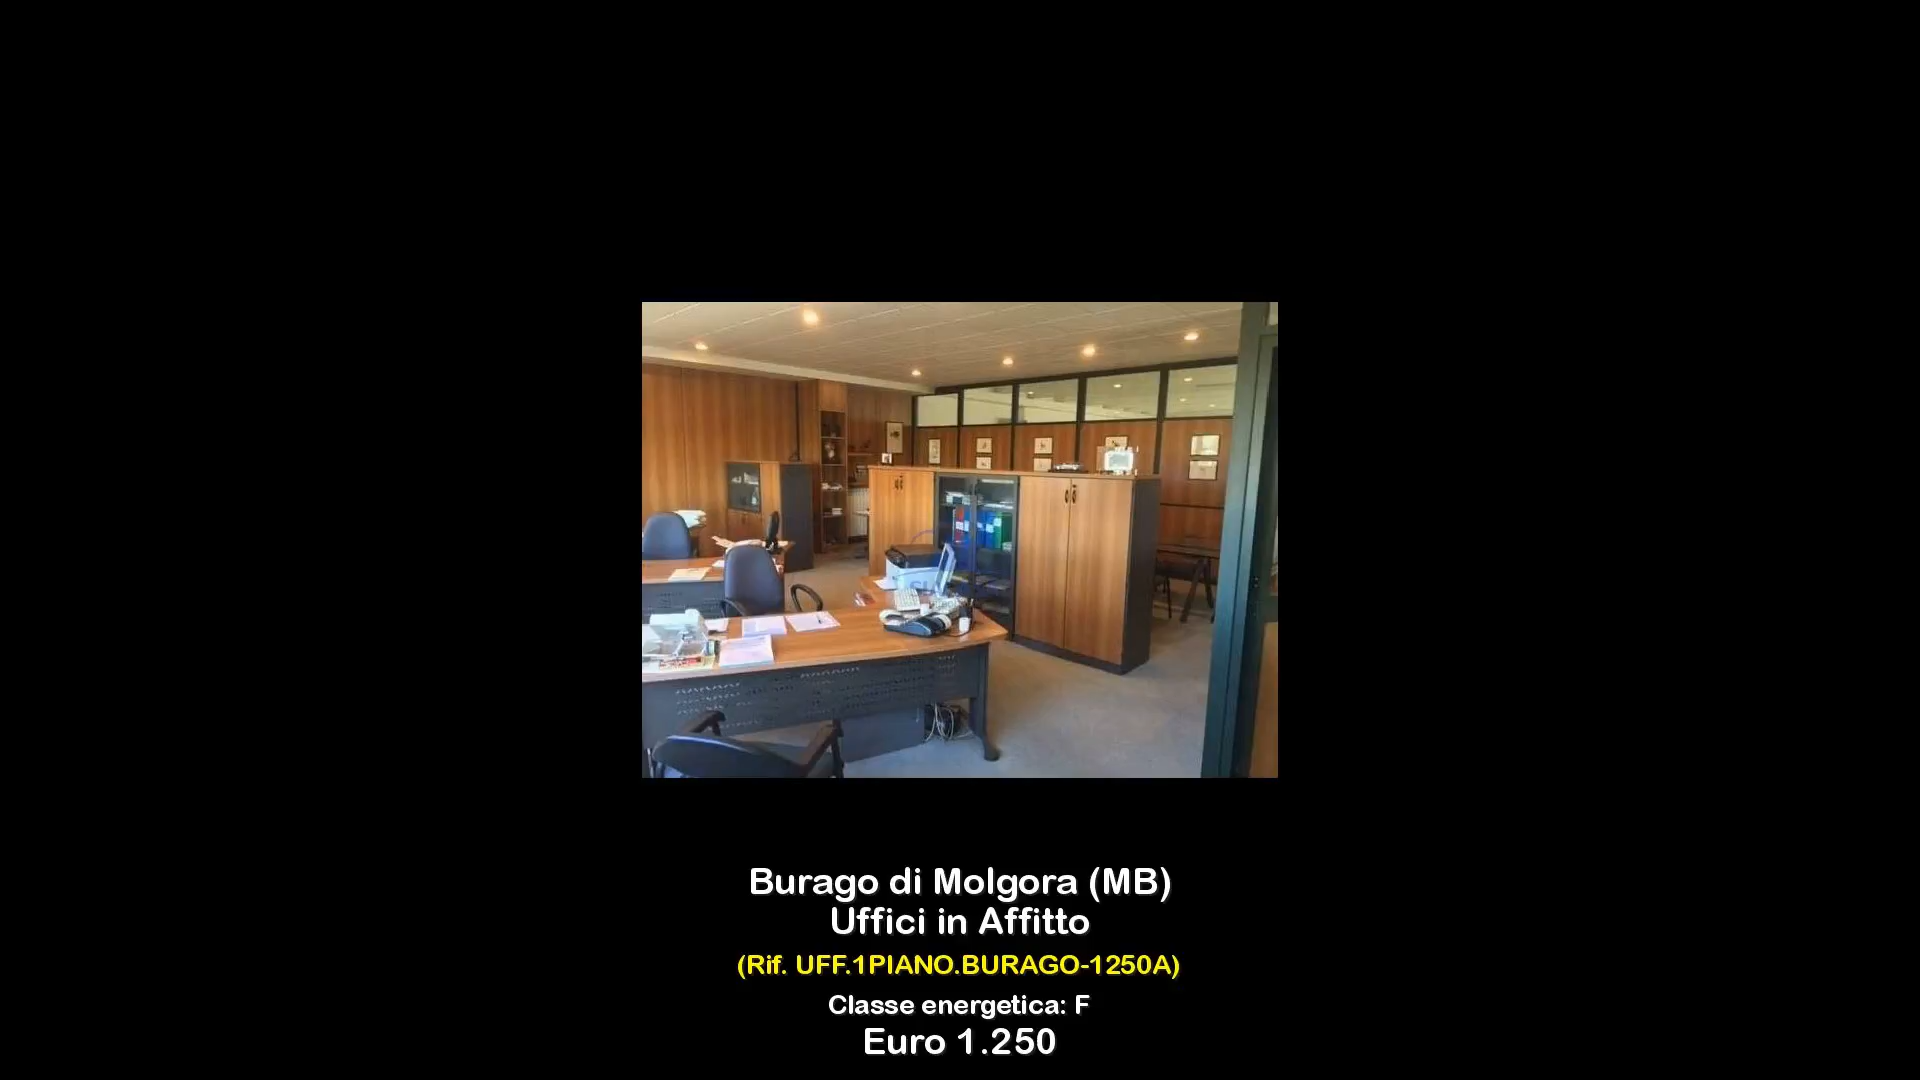 Burago di Molgora (MB)
Uffici in Affitto
(Rif. UFF.1PIANO.BURAGO-1250A)
Classe energetica: F
Euro 1.250